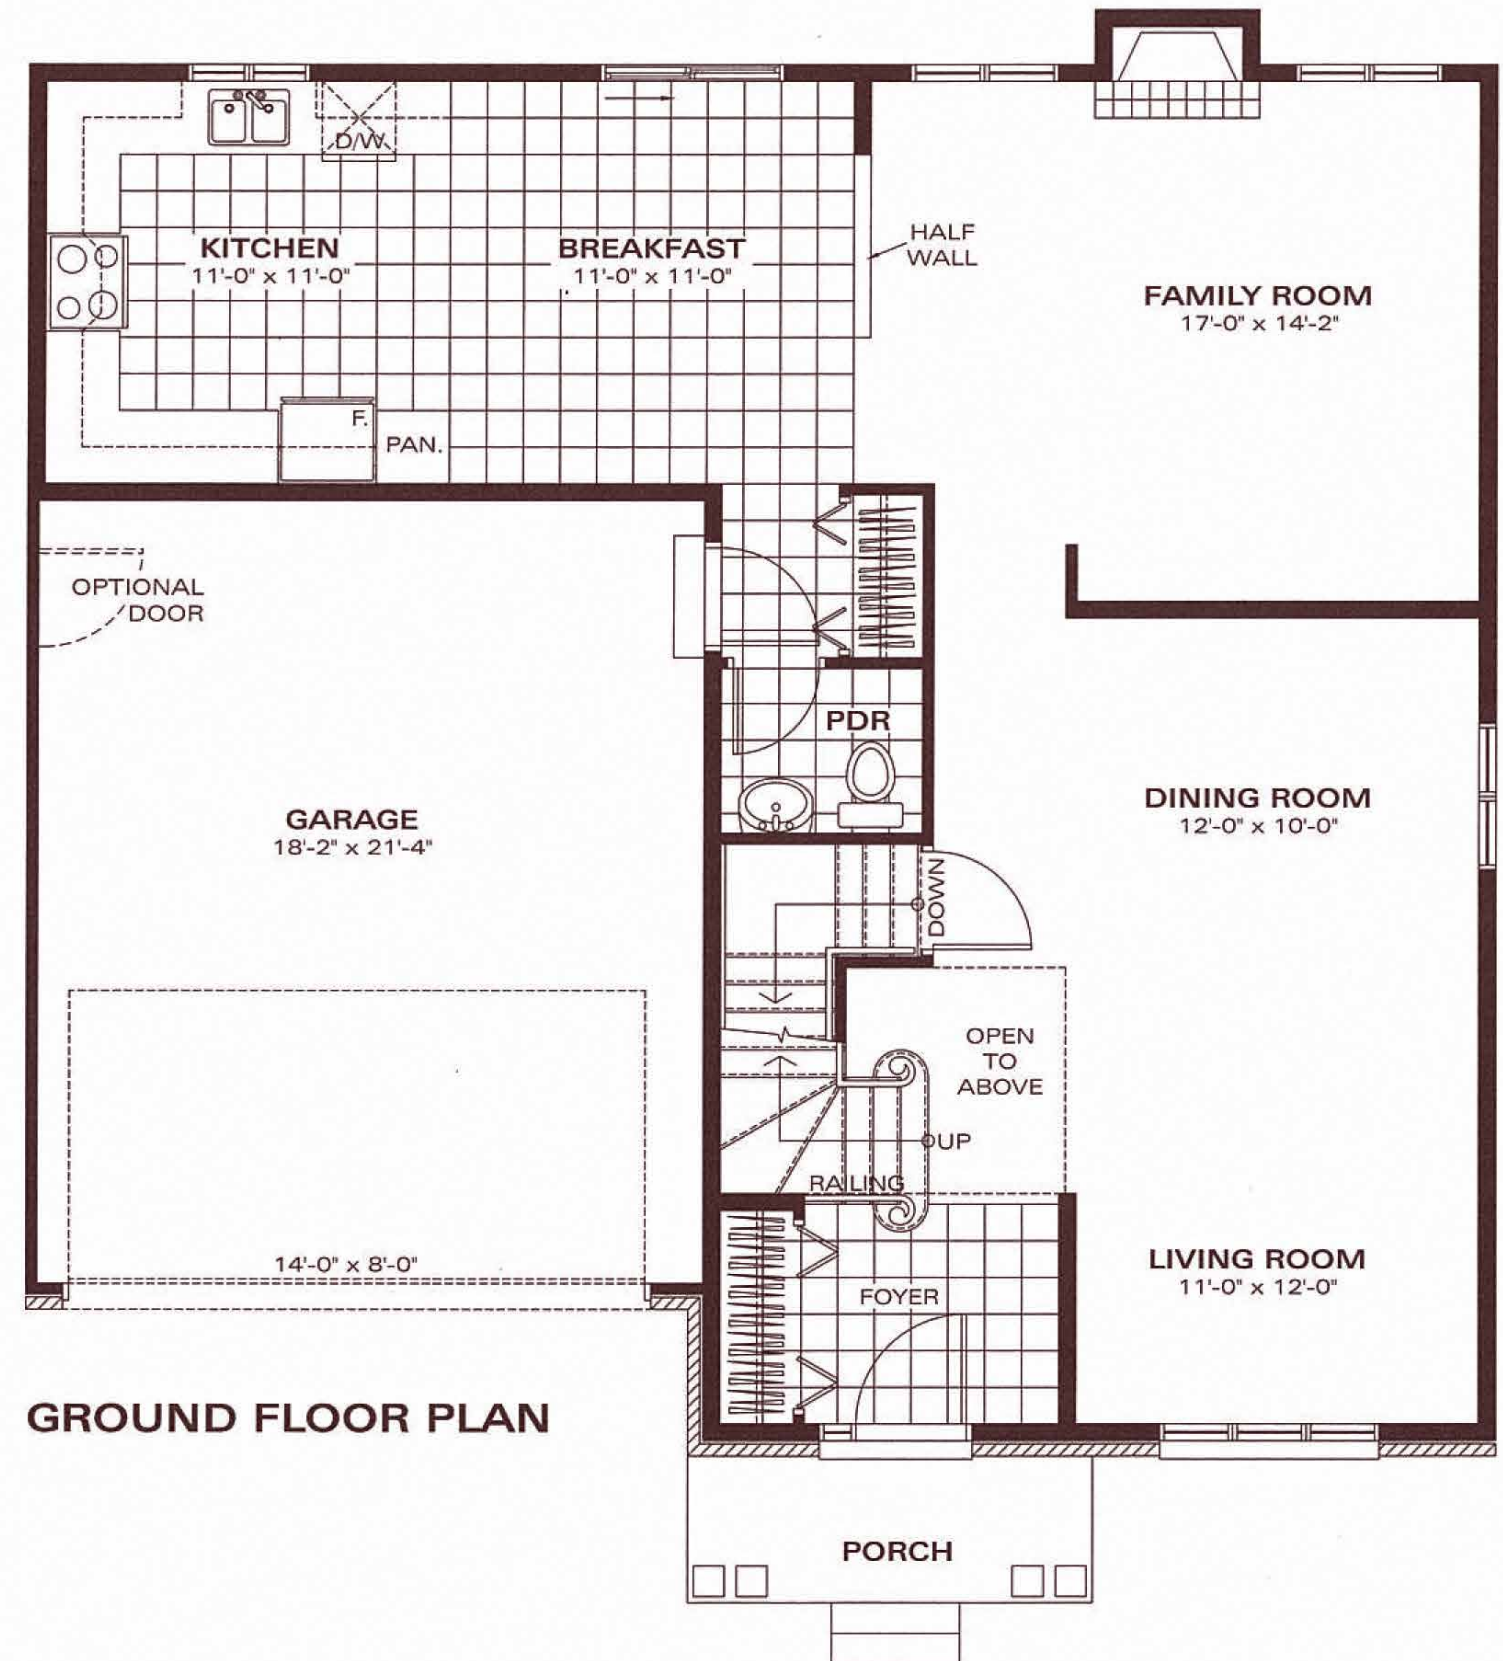 D/W
KITCHEN
11'-0" x 11'-0"
BREAKFAST
11'-0" x 11'-0"
HALF
WALL
FAMILY ROOM
17'-0" x 14'-2"
F.
PAN.
OPTIONAL
DOOR
PDR
GARAGE
18'-2" x 21'-4"
DINING ROOM
12'-0" x 10'-0"
DOWN
OPEN
TO
ABOVE
UP
RAILING
14'-0" x 8'-0"
FOYER
LIVING ROOM
11'-0" x 12'-0"
GROUND FLOOR PLAN
PORCH